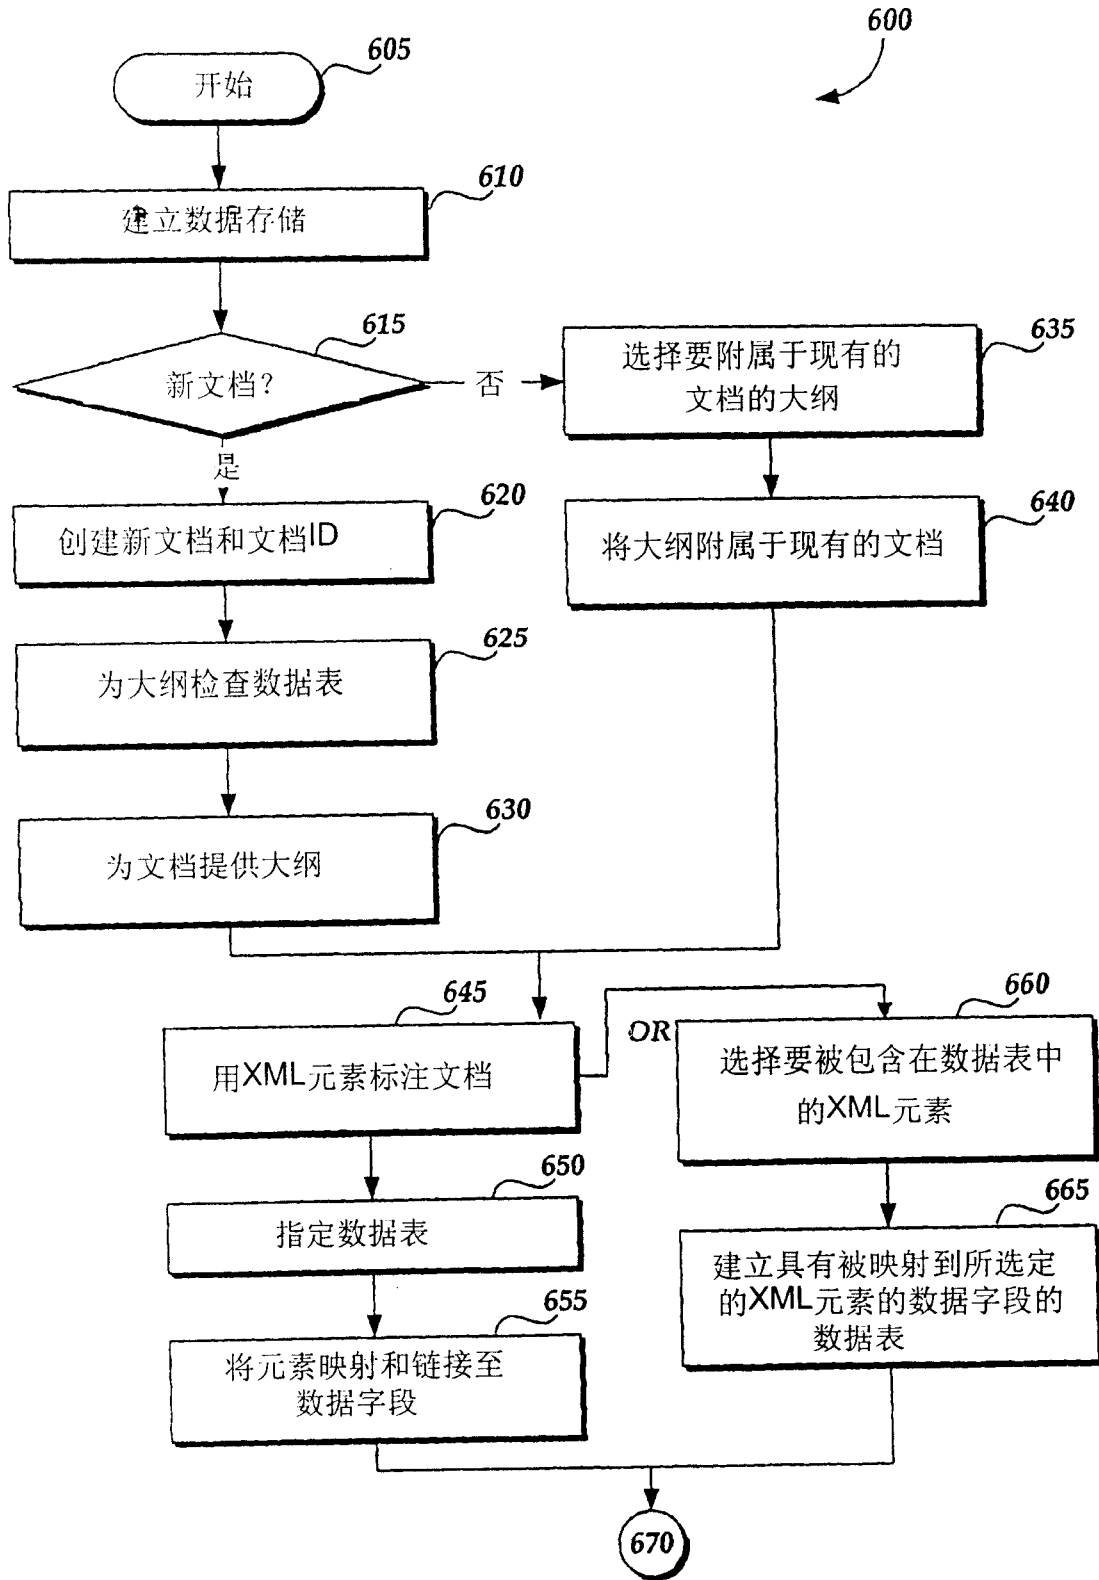 600
605
开始
610
建立数据存储
615
新文档?
否
是
635
选择要附属于现有的
文档的大纲
620
创建新文档和文档ID
640
将大纲附属于现有的文档
625
为大纲检查数据表
630
为文档提供大纲
645
用XML元素标注文档
OR
660
选择要被包含在数据表中
的XML元素
650
指定数据表
665
建立具有被映射到所选定
的XML元素的数据字段的
数据表
655
将元素映射和链接至
数据字段
670